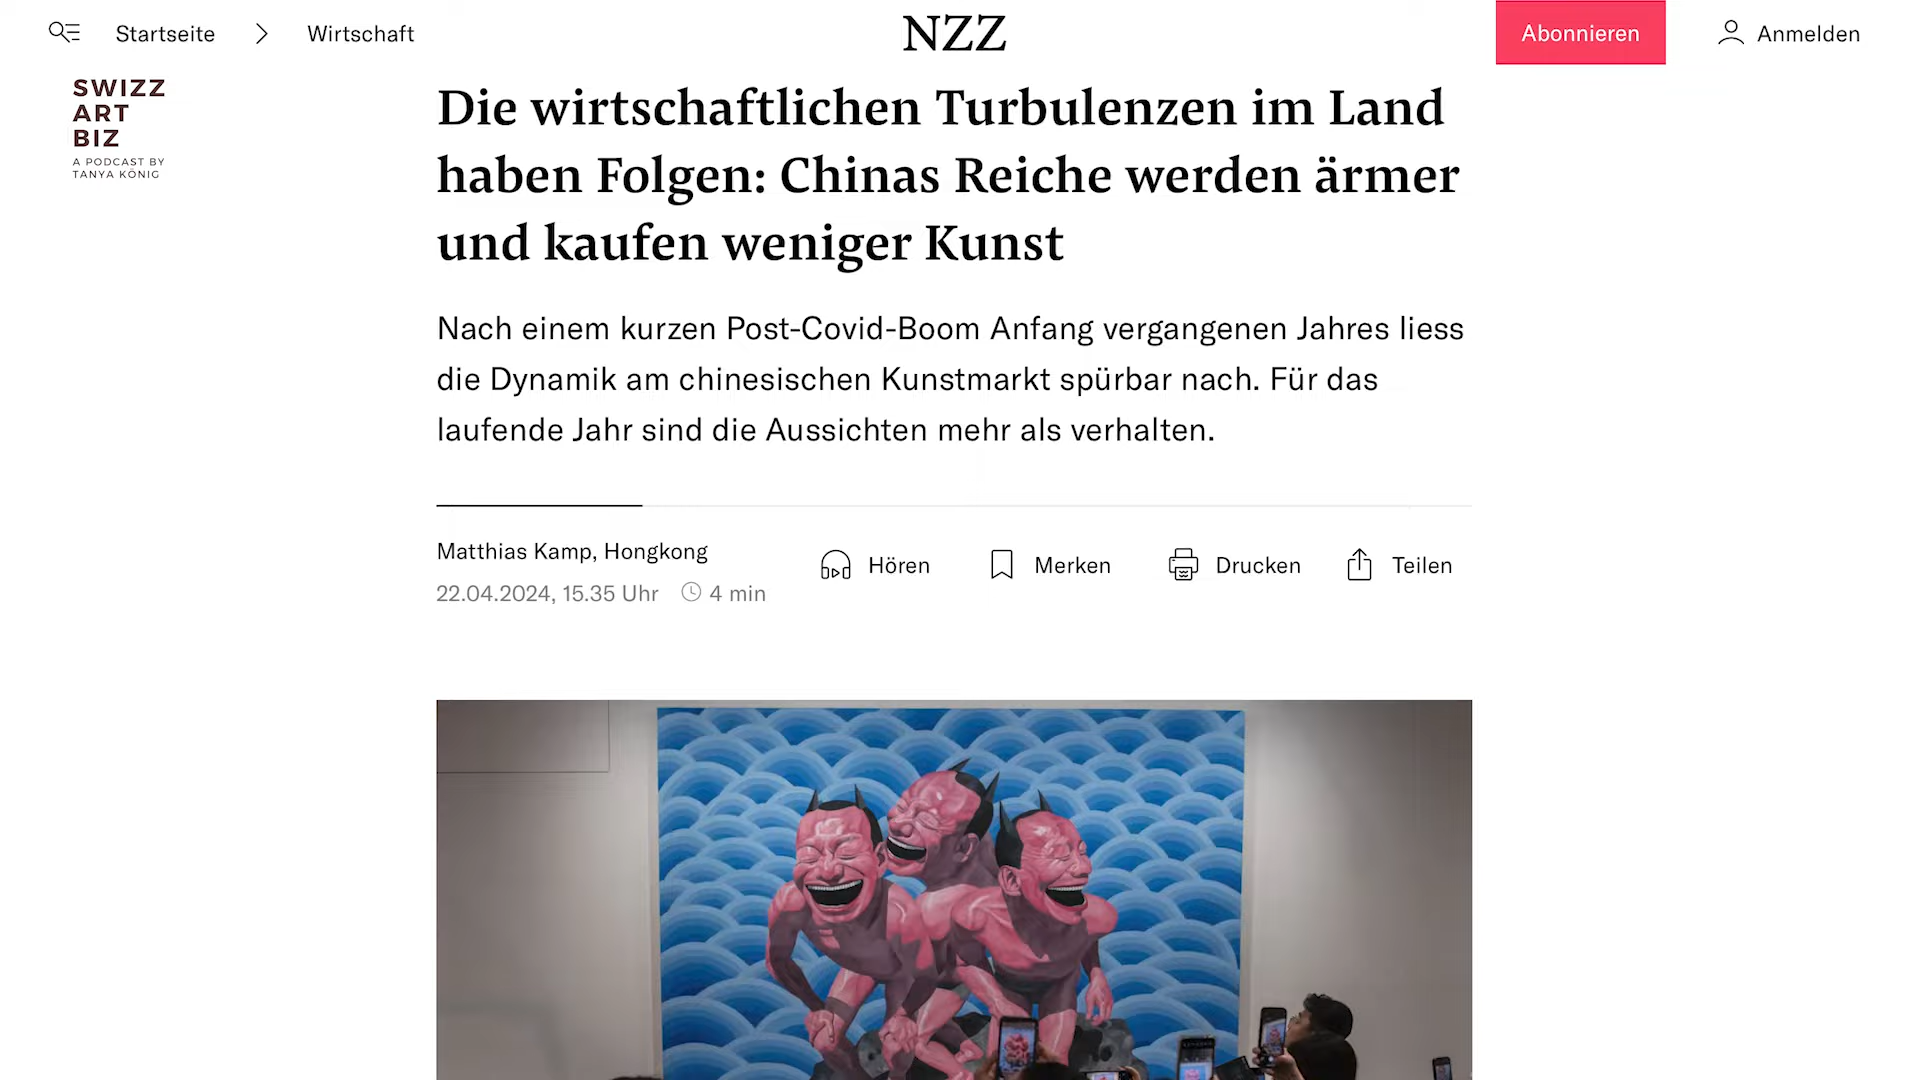 Startseite
Wirtschaft
NZZ
Abonnieren
Anmelden
SWIZZ
ART
BIZ
A PODCAST BY
TANYA KÖNIG
Die wirtschaftlichen Turbulenzen im Land
haben Folgen: Chinas Reiche werden ärmer
und kaufen weniger Kunst
Nach einem kurzen Post-Covid-Boom Anfang vergangenen Jahres liess
die Dynamik am chinesischen Kunstmarkt spürbar nach. Für das
laufende Jahr sind die Aussichten mehr als verhalten.
Matthias Kamp, Hongkong
22.04.2024, 15.35 Uhr 4 min
Hören
Merken
Drucken
Teilen